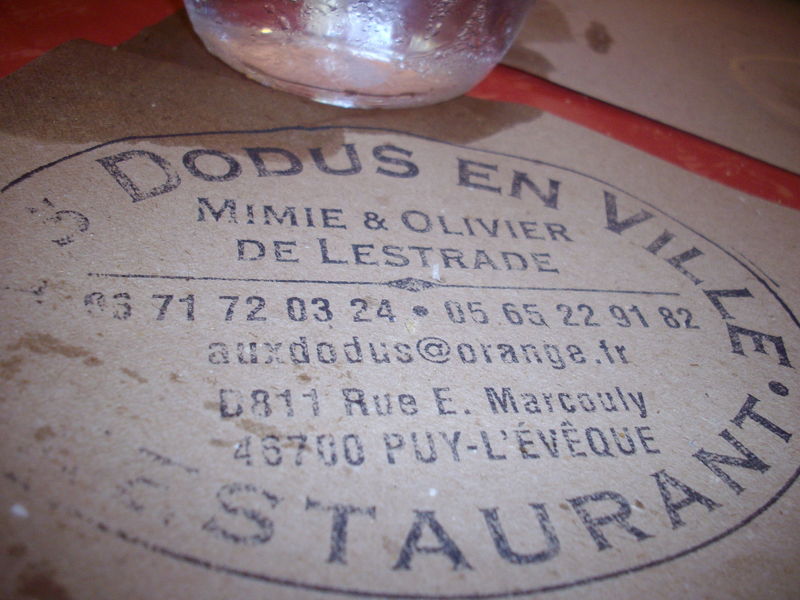 S DODUS EN VILLE •
MIMIE & OLIVIER
DE LESTRADE
06 71 72 03 24 • 05 65 22 91 82
auxdodus@orange.fr
D811 Rue E. Marcouly
46700 PUY-L'ÉVÊQUE
RESTAURANT